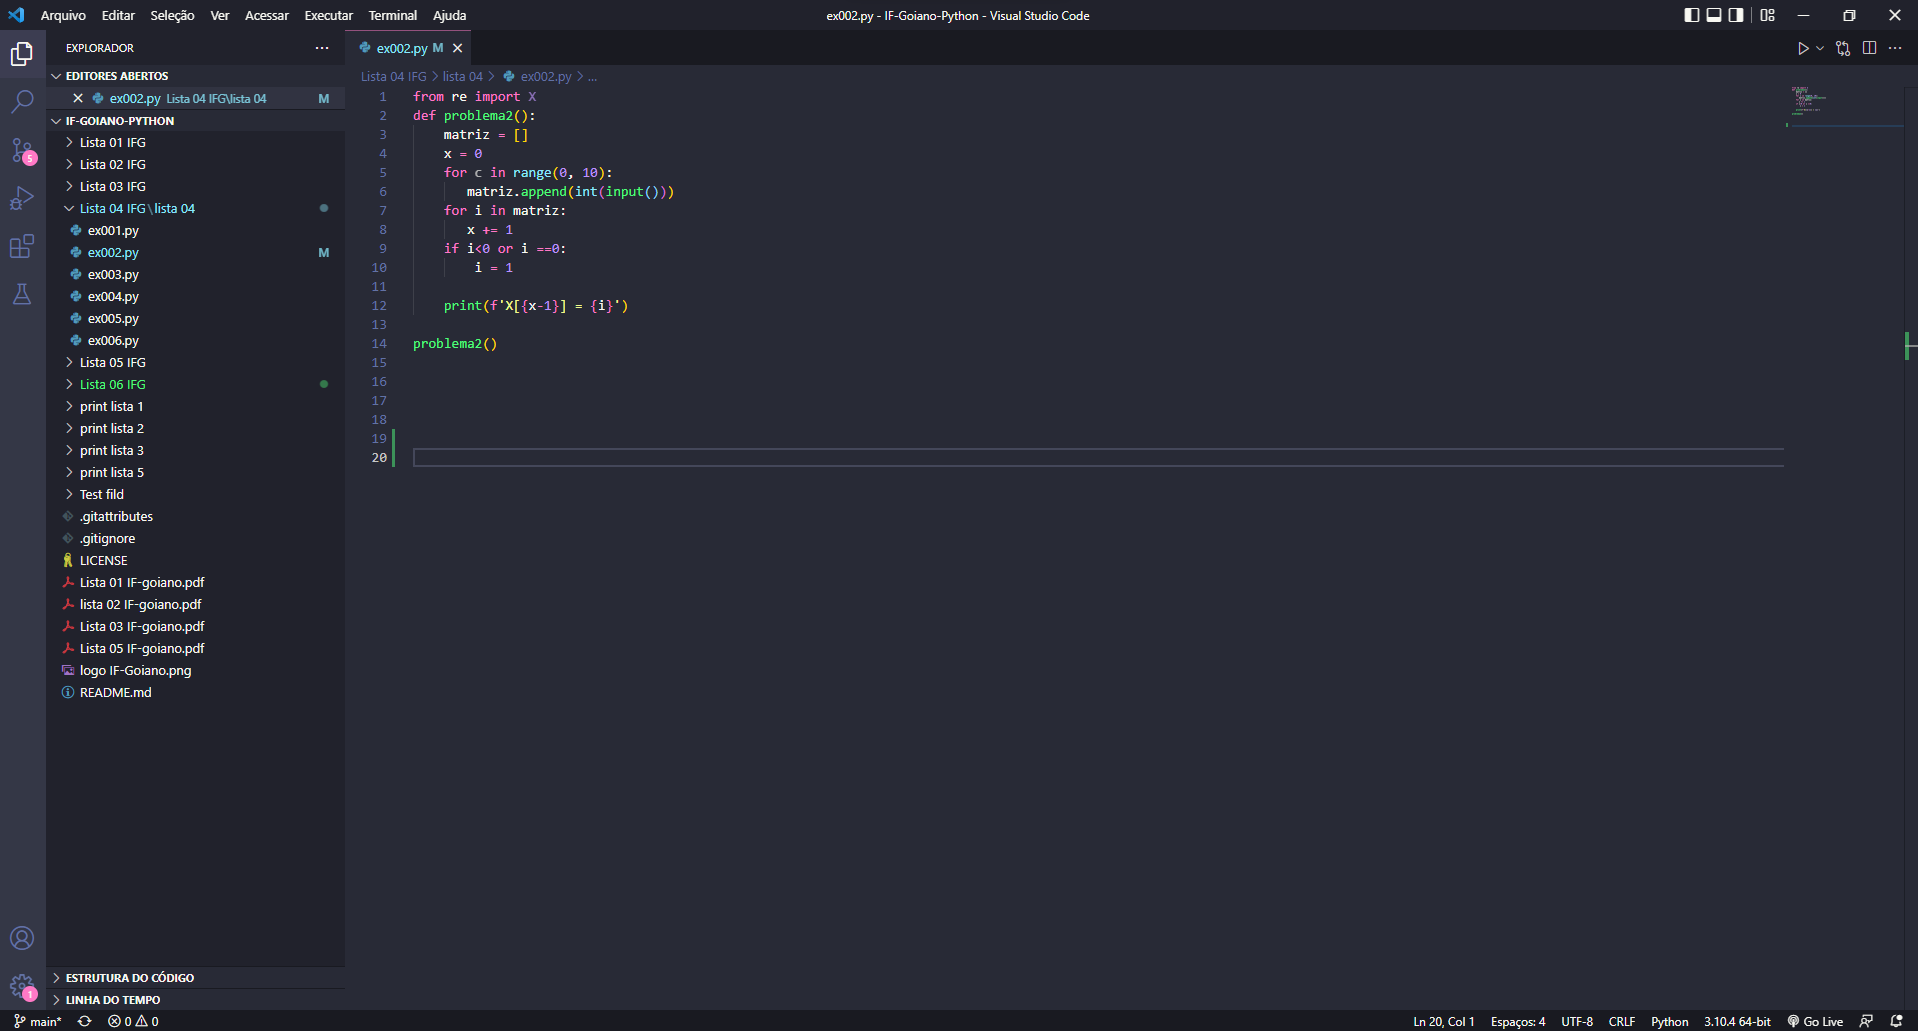 Arquivo Editar Seleção Ver Acessar Executar Terminal Ajuda
ex002.py - IF-Goiano-Python - Visual Studio Code
EXPLORADOR
EDITORES ABERTOS
ex002.py Lista 04 IFG\lista 04 M
IF-GOIANO-PYTHON
Lista 01 IFG
Lista 02 IFG
Lista 03 IFG
Lista 04 IFG\lista 04
ex001.py
ex002.py M
ex003.py
ex004.py
ex005.py
ex006.py
Lista 05 IFG
Lista 06 IFG
print lista 1
print lista 2
print lista 3
print lista 5
Test fild
.gitattributes
.gitignore
LICENSE
Lista 01 IF-goiano.pdf
lista 02 IF-goiano.pdf
Lista 03 IF-goiano.pdf
Lista 05 IF-goiano.pdf
logo IF-Goiano.png
README.md
ESTRUTURA DO CÓDIGO
LINHA DO TEMPO
5
1
ex002.py M
Lista 04 IFG > lista 04 > ex002.py > ...
1 from re import X
2 def problema2():
3 matriz = []
4 x = 0
5 for c in range(0, 10):
6 matriz.append(int(input()))
7 for i in matriz:
8 x += 1
9 if i<0 or i ==0:
10 i = 1
11
12 print(f'X[{x-1}] = {i}')
13
14 problema2()
15
16
17
18
19
20
main* 0 0
Ln 20, Col 1 Espaços: 4 UTF-8 CRLF Python 3.10.4 64-bit Go Live